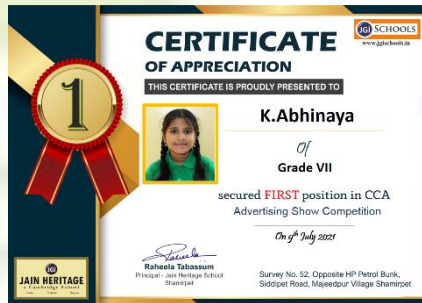 CERTIFICATE
OF APPRECIATION
THIS CERTIFICATE IS PROUDLY PRESENTED TO
JGI SCHOOLS
www.jgischools.in
1
K.Abhinaya
Of
Grade VII
secured FIRST position in CCA
Advertising Show Competition
On 9th July 2021
Raheela
Raheela Tabassum
Principal - Jain Heritage School
Shamirpet
Survey No. 52, Opposite HP Petrol Bunk,
Siddipet Road, Majeedpur Village Shamirpet
JGI
JAIN HERITAGE
a Cambridge School